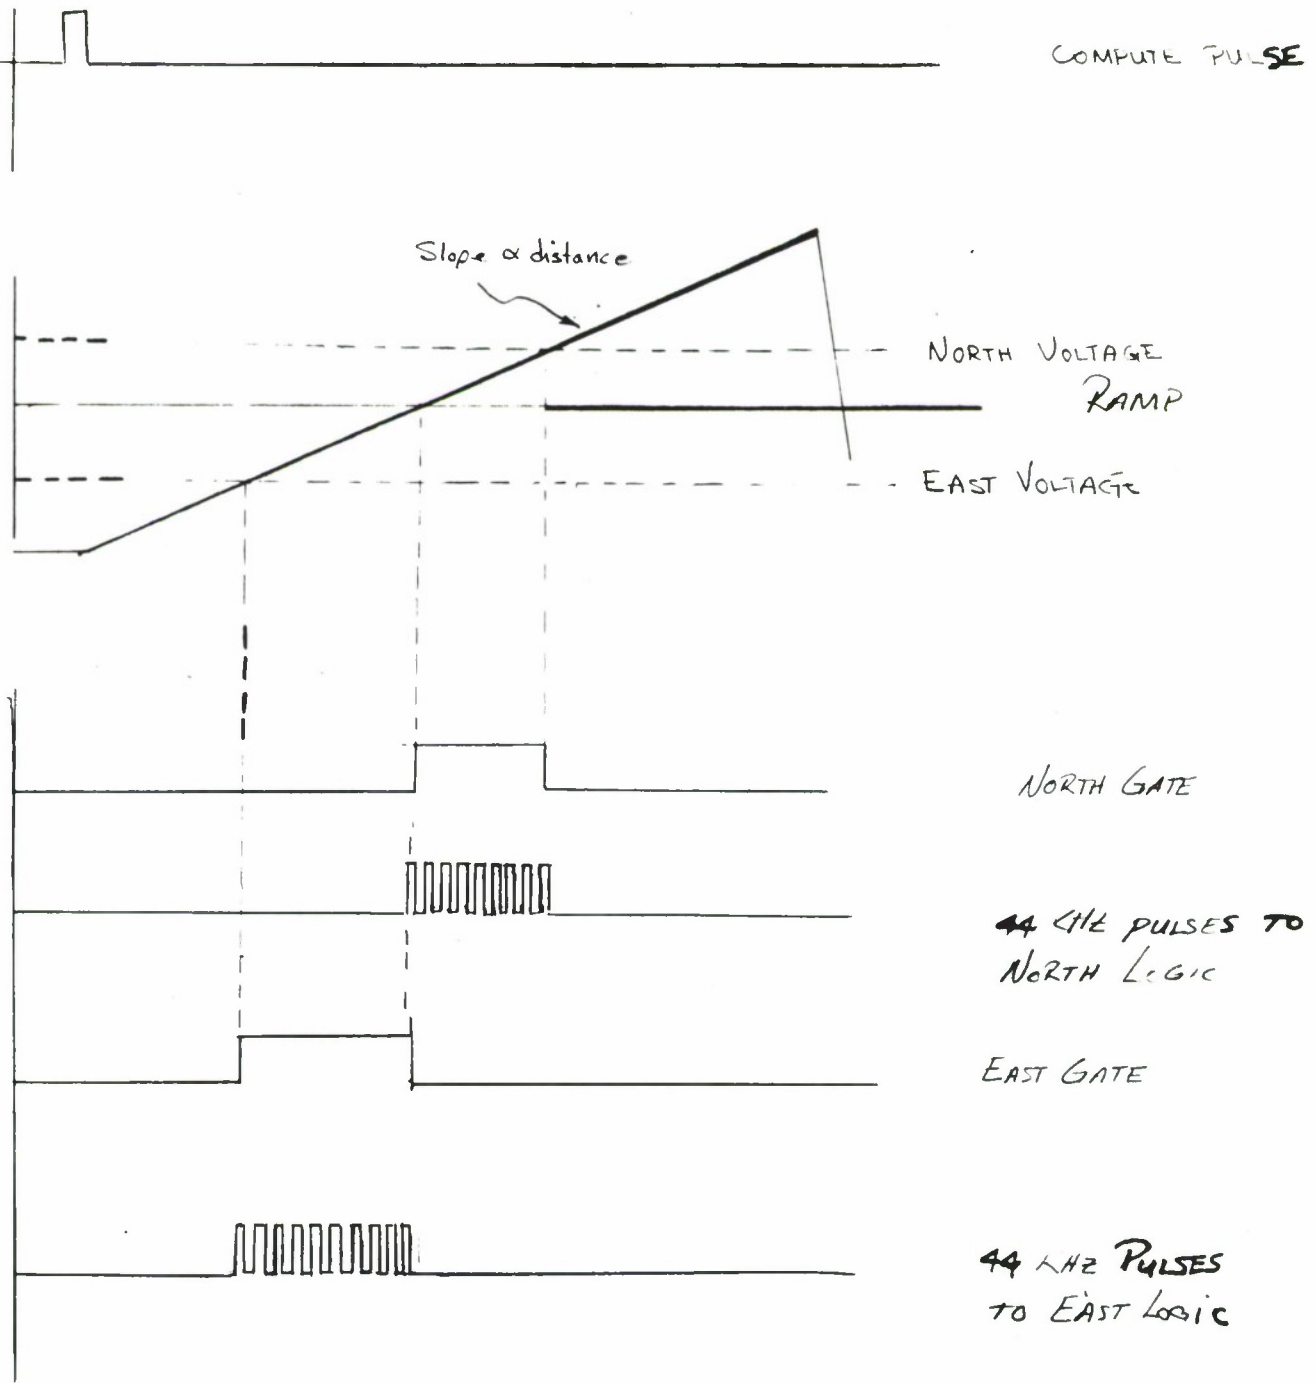 COMPUTE PULSE
Slope ∝ distance
NORTH VOLTAGE
RAMP
EAST VOLTAGE
NORTH GATE
44 KHZ PULSES TO
NORTH LOGIC
EAST GATE
44 KHZ PULSES
TO EAST LOGIC